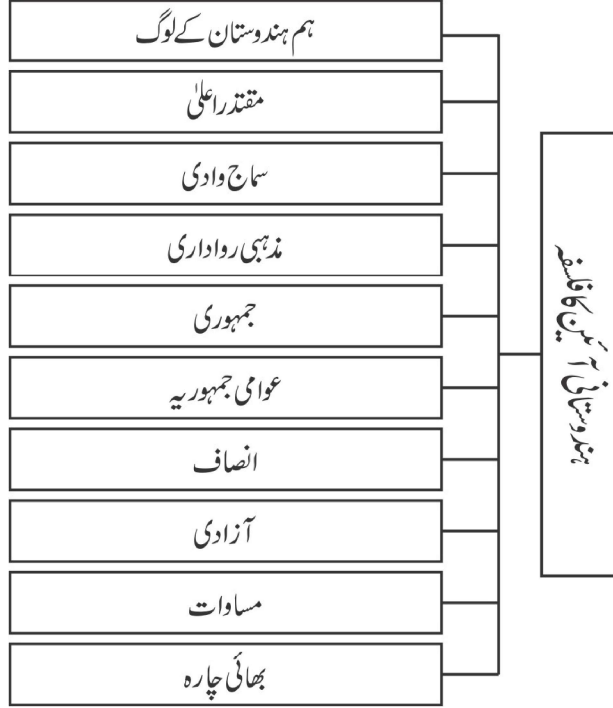 ہندوستانی آئین کا فلسفہ
ہم ہندوستان کے لوگ
مقتدر اعلیٰ
سماج وادی
مذہبی رواداری
جمہوری
عوامی جمہوریہ
انصاف
آزادی
مساوات
بھائی چارہ